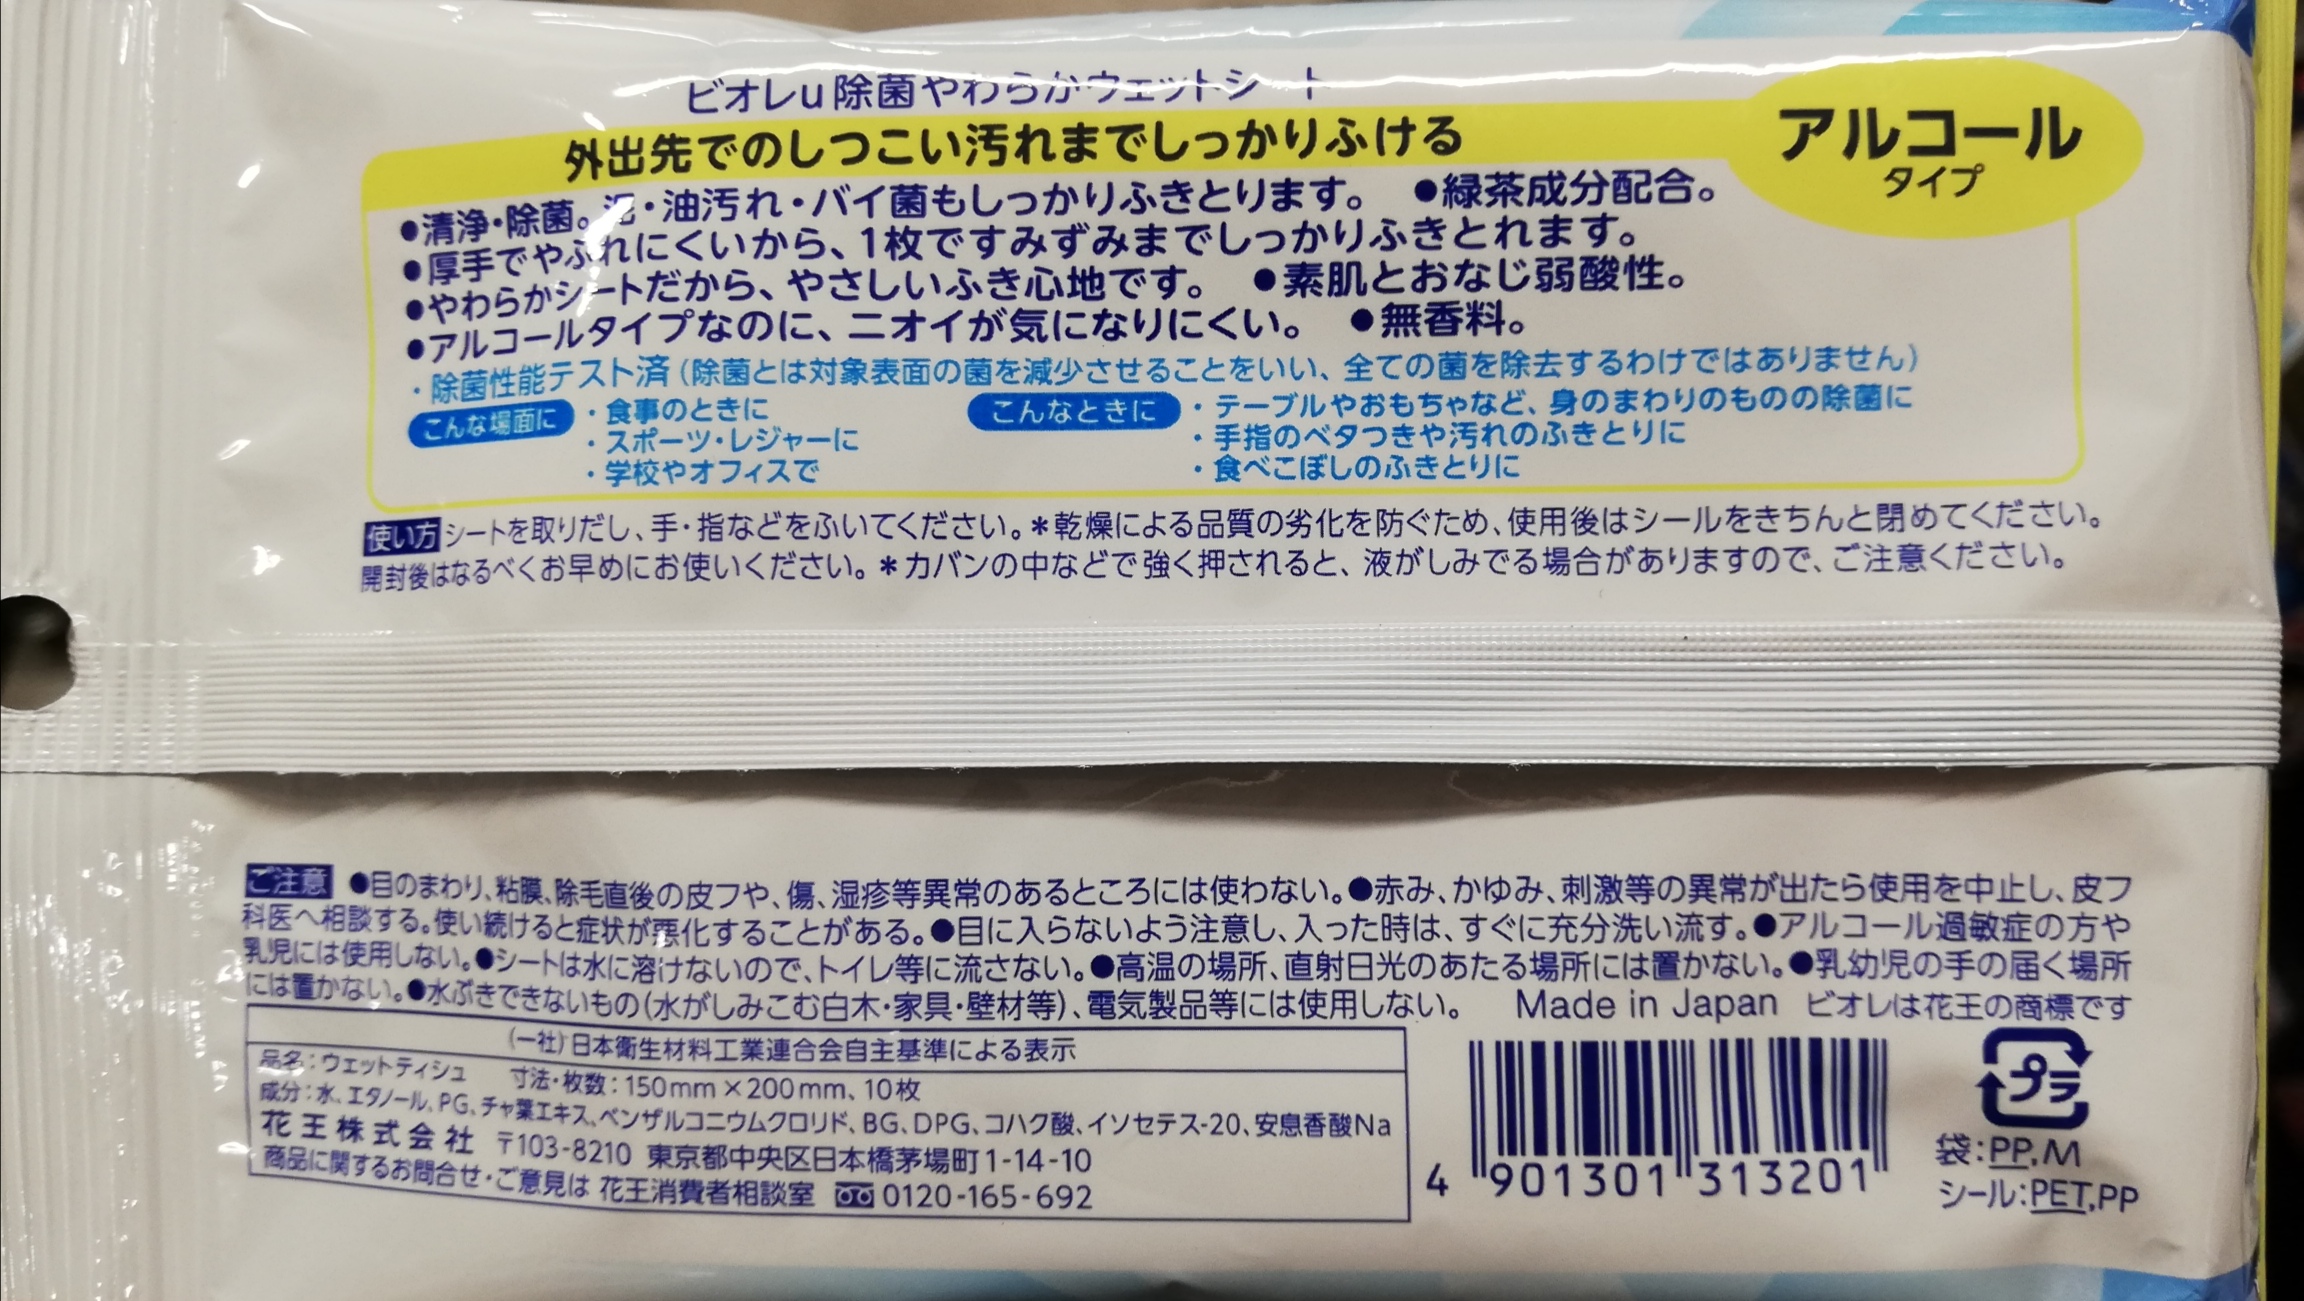 ビオレu 除菌やわらかウェットシート
外出先でのしつこい汚れまでしっかりふける
アルコール
タイプ
●清浄・除菌。泥・油汚れ・バイ菌もしっかりふきとります。 ●緑茶成分配合。
●厚手でやぶれにくいから、1枚ですみずみまでしっかりふきとれます。
●やわらかシートだから、やさしいふき心地です。 ●素肌とおなじ弱酸性。
●アルコールタイプなのに、ニオイが気になりにくい。 ●無香料。
・除菌性能テスト済(除菌とは対象表面の菌を減少させることをいい、全ての菌を除去するわけではありません)
こんな場面に ・食事のときに
・スポーツ・レジャーに
・学校やオフィスで
こんなときに ・テーブルやおもちゃなど、身のまわりのものの除菌に
・手指のベタつきや汚れのふきとりに
・食べこぼしのふきとりに
使い方 シートを取りだし、手・指などをふいてください。＊乾燥による品質の劣化を防ぐため、使用後はシールをきちんと閉めてください。
開封後はなるべくお早めにお使いください。＊カバンの中などで強く押されると、液がしみでる場合がありますので、ご注意ください。
ご注意 ●目のまわり、粘膜、除毛直後の皮フや、傷、湿疹等異常のあるところには使わない。●赤み、かゆみ、刺激等の異常が出たら使用を中止し、皮フ
科医へ相談する。使い続けると症状が悪化することがある。●目に入らないよう注意し、入った時は、すぐに充分洗い流す。●アルコール過敏症の方や
乳児には使用しない。●シートは水に溶けないので、トイレ等に流さない。●高温の場所、直射日光のあたる場所には置かない。●乳幼児の手の届く場所
には置かない。●水ぶきできないもの(水がしみこむ白木・家具・壁材等)、電気製品等には使用しない。 Made in Japan ビオレは花王の商標です
(一社)日本衛生材料工業連合会自主基準による表示
品名：ウェットティシュ 寸法・枚数：150mm×200mm、10枚
成分：水、エタノール、PG、チャ葉エキス、ベンザルコニウムクロリド、BG、DPG、コハク酸、イソセテス-20、安息香酸Na
花王株式会社 〒103-8210 東京都中央区日本橋茅場町1-14-10
商品に関するお問合せ・ご意見は 花王消費者相談室 0120-165-692
4 901301 313201
プラ
袋：PP,M
シール：PET,PP